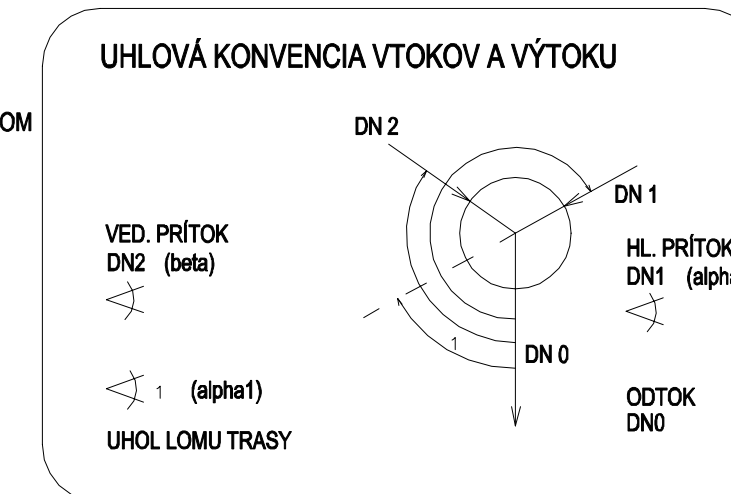 UHLOVÁ KONVENCIA VTOKOV A VÝTOKU
OM
DN 2
DN 1
VED. PRÍTOK
DN2 (beta)
HL. PRÍTOK
DN1 (alpha
1
DN 0
1 (alpha1)
ODTOK
DN0
UHOL LOMU TRASY